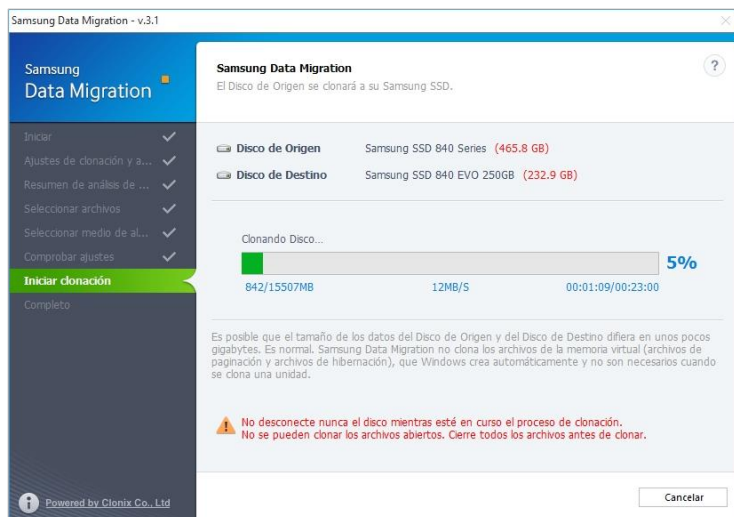 Samsung Data Migration - v.3.1
Samsung
Data Migration
Iniciar
Ajustes de clonación y a...
Resumen de análisis de ...
Seleccionar archivos
Seleccionar medio de al...
Comprobar ajustes
Iniciar clonación
Completo
Powered by Clonix Co., Ltd
Samsung Data Migration
El Disco de Origen se clonará a su Samsung SSD.
?
Disco de Origen Samsung SSD 840 Series (465.8 GB)
Disco de Destino Samsung SSD 840 EVO 250GB (232.9 GB)
Clonando Disco...
5%
842/15507MB 12MB/S 00:01:09/00:23:00
Es posible que el tamaño de los datos del Disco de Origen y del Disco de Destino difiera en unos pocos
gigabytes. Es normal. Samsung Data Migration no clona los archivos de la memoria virtual (archivos de
paginación y archivos de hibernación), que Windows crea automáticamente y no son necesarios cuando
se clona una unidad.
No desconecte nunca el disco mientras esté en curso el proceso de clonación.
No se pueden clonar los archivos abiertos. Cierre todos los archivos antes de clonar.
Cancelar